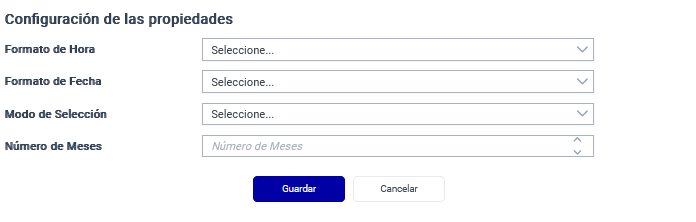 Configuración de las propiedades
Formato de Hora Seleccione...
Formato de Fecha Seleccione...
Modo de Selección Seleccione...
Número de Meses Número de Meses
Guardar Cancelar